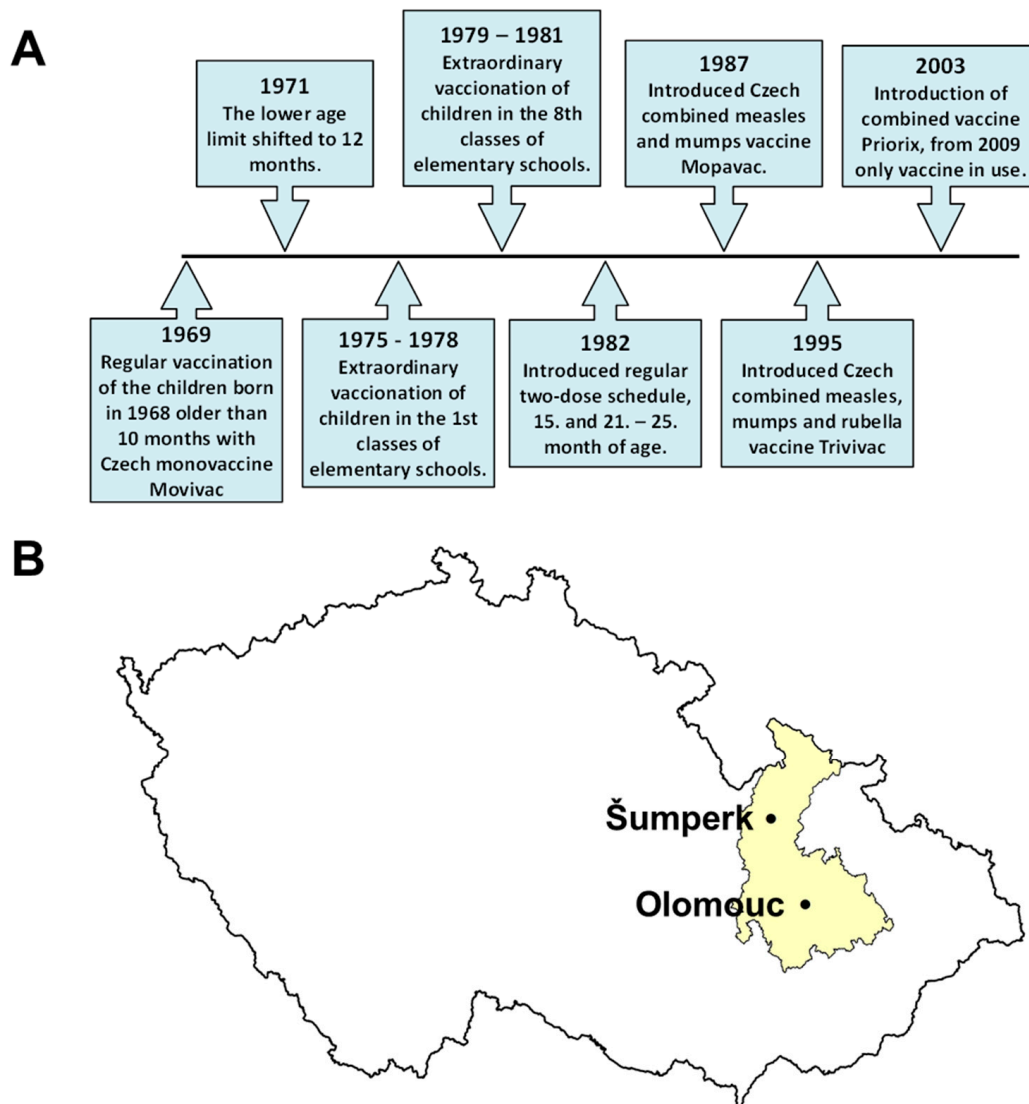 A
1971
The lower age
limit shifted to 12
months.
1979 – 1981
Extraordinary
vaccionation of
children in the 8th
classes of
elementary schools.
1987
Introduced Czech
combined measles
and mumps vaccine
Mopavac.
2003
Introduction of
combined vaccine
Priorix, from 2009
only vaccine in use.
1969
Regular vaccination
of the children born
in 1968 older than
10 months with
Czech monovaccine
Movivac
1975 - 1978
Extraordinary
vaccionation of
children in the 1st
classes of
elementary schools.
1982
Introduced regular
two-dose schedule,
15. and 21. – 25.
month of age.
1995
Introduced Czech
combined measles,
mumps and rubella
vaccine Trivivac
B
Šumperk
Olomouc